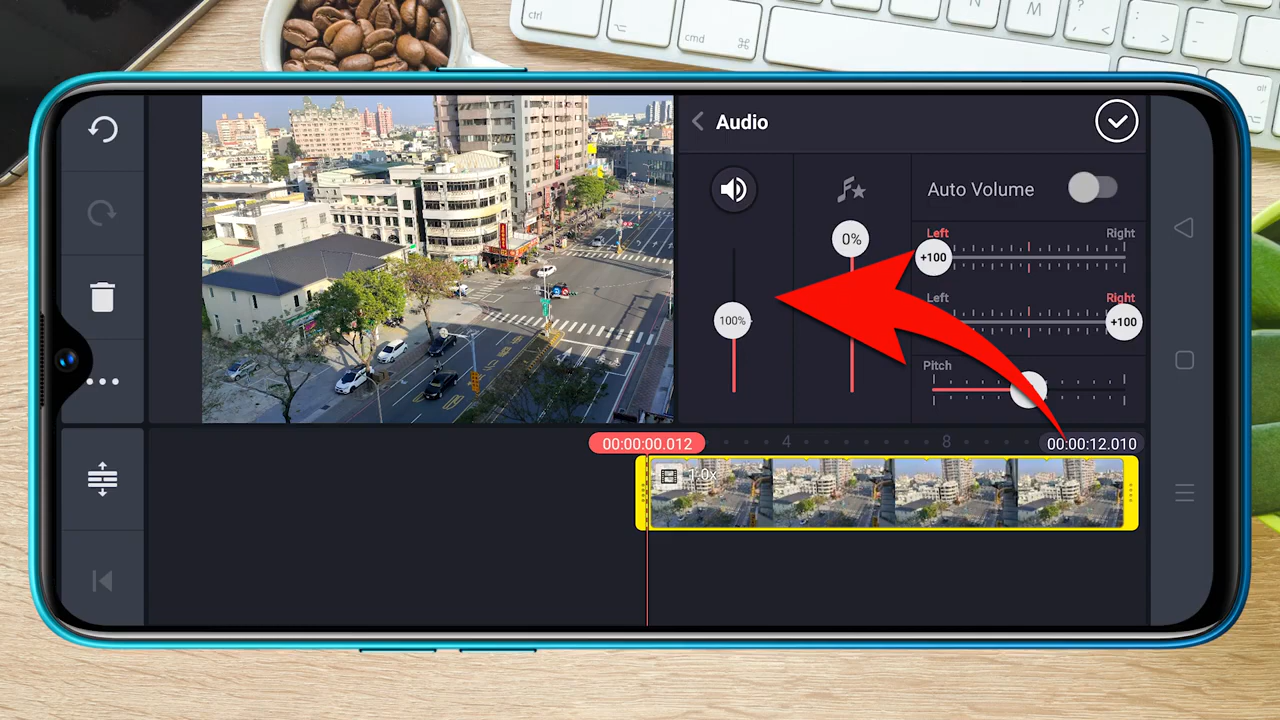 ctrl
cmd
N
M
?
<
:
;
>
alt
Audio
Auto Volume
0%
100%
Left
Right
+100
Left
Right
+100
Pitch
00:00:00.012
4
8
00:00:12.010
1.0x